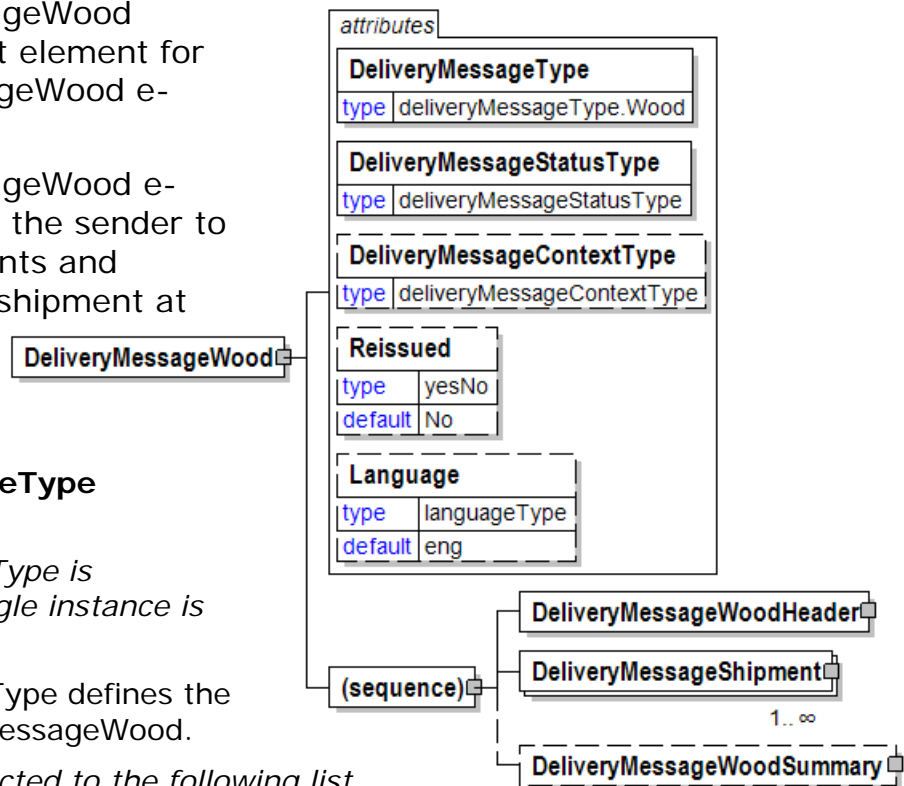 geWood
t element for
geWood e-
geWood e-
the sender to
nts and
shipment at
eType
Type is
gle instance is
Type defines the
essageWood.
cted to the following list
DeliveryMessageWood
attributes
DeliveryMessageType
type deliveryMessageType.Wood
DeliveryMessageStatusType
type deliveryMessageStatusType
DeliveryMessageContextType
type deliveryMessageContextType
Reissued
type yesNo
default No
Language
type languageType
default eng
(sequence)
DeliveryMessageWoodHeader
DeliveryMessageShipment
1.. ∞
DeliveryMessageWoodSummary